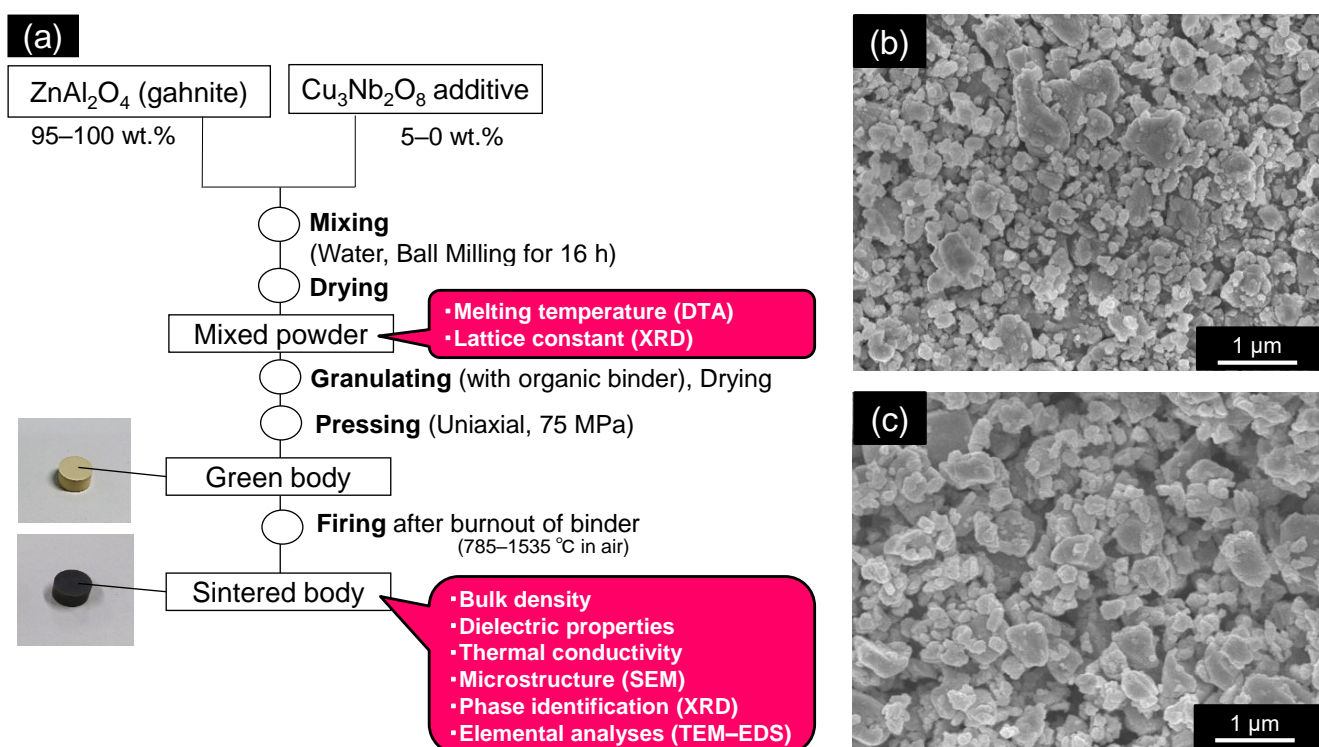 (a)
ZnAl₂O₄ (gahnite)
Cu₃Nb₂O₈ additive
95–100 wt.%
5–0 wt.%
Mixing
(Water, Ball Milling for 16 h)
Drying
Mixed powder
・Melting temperature (DTA)
・Lattice constant (XRD)
Granulating (with organic binder), Drying
Pressing (Uniaxial, 75 MPa)
Green body
Firing after burnout of binder
(785–1535 ℃ in air)
Sintered body
・Bulk density
・Dielectric properties
・Thermal conductivity
・Microstructure (SEM)
・Phase identification (XRD)
・Elemental analyses (TEM–EDS)
(b)
1 μm
(c)
1 μm